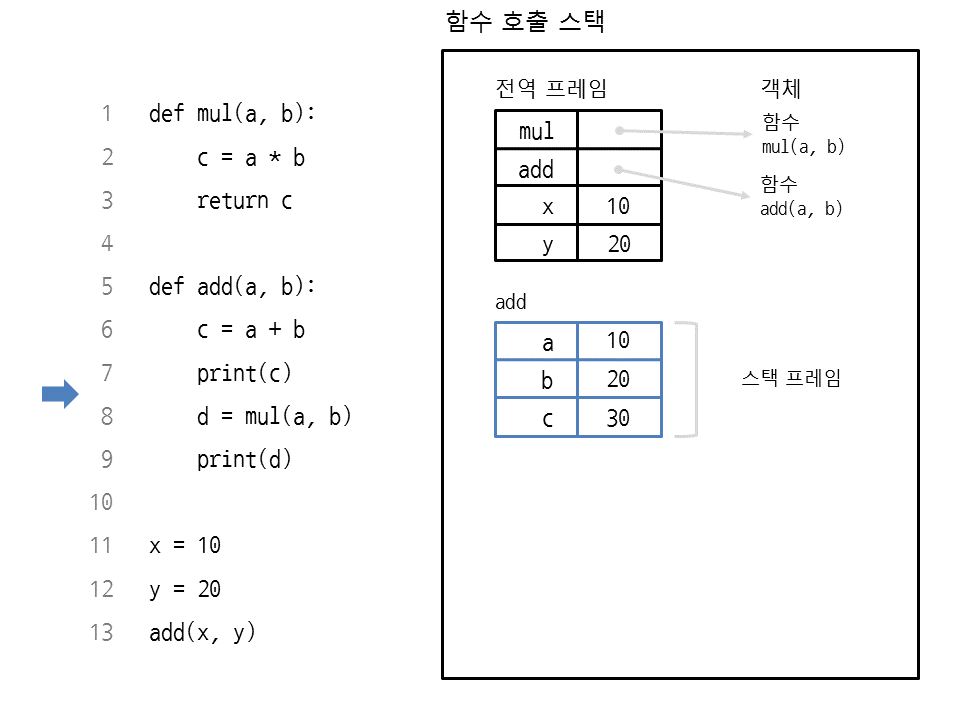 함수 호출 스택
1 def mul(a, b):
2     c = a * b
3     return c
4
5 def add(a, b):
6     c = a + b
7     print(c)
8     d = mul(a, b)
9     print(d)
10
11 x = 10
12 y = 20
13 add(x, y)
전역 프레임
mul
add
x 10
y 20
객체
함수
mul(a, b)
함수
add(a, b)
add
a 10
b 20
c 30
스택 프레임